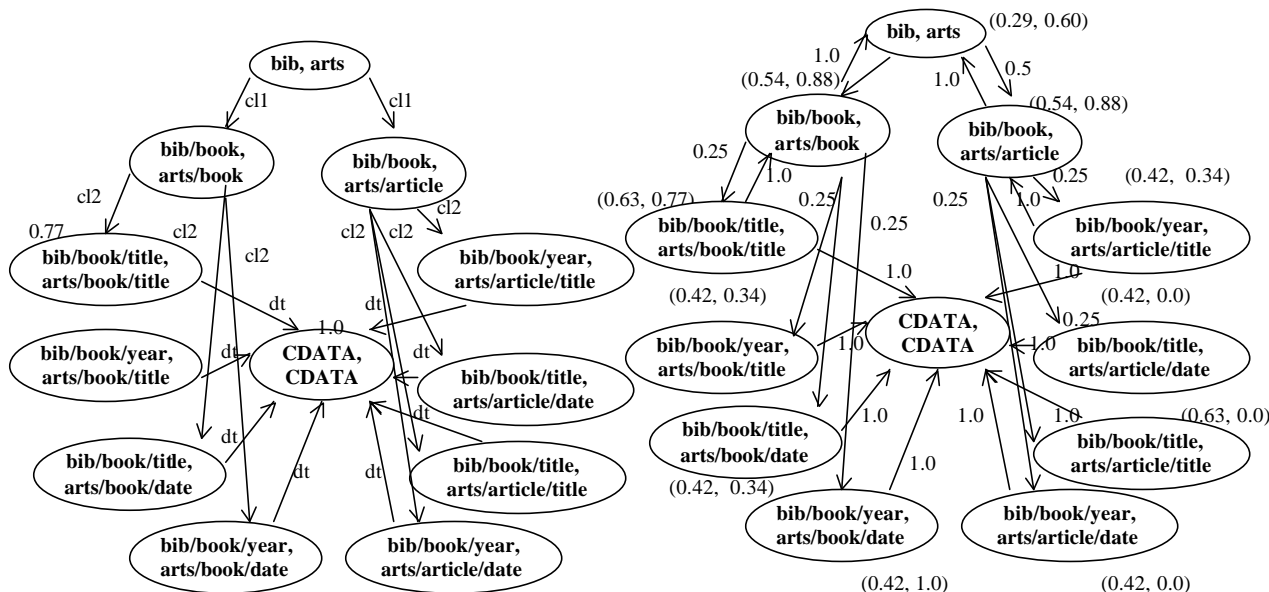 bib, arts
cl1
cl1
bib/book,
arts/book
bib/book,
arts/article
cl2
cl2
0.77
cl2
cl2
cl2
cl2
bib/book/title,
arts/book/title
bib/book/year,
arts/article/title
dt
dt
1.0
CDATA,
CDATA
bib/book/year,
arts/book/title
dt
dt
bib/book/title,
arts/article/date
dt
dt
bib/book/title,
arts/book/date
bib/book/title,
arts/article/title
dt
dt
bib/book/year,
arts/book/date
bib/book/year,
arts/article/date
bib, arts
(0.29, 0.60)
1.0
0.5
1.0
(0.54, 0.88)
(0.54, 0.88)
bib/book,
arts/book
bib/book,
arts/article
0.25
1.0
0.25
(0.42, 0.34)
(0.63, 0.77)
0.25
0.25
1.0
0.25
bib/book/title,
arts/book/title
bib/book/year,
arts/article/title
1.0
1.0
(0.42, 0.34)
(0.42, 0.0)
CDATA,
CDATA
0.25
bib/book/year,
arts/book/title
1.0
1.0
bib/book/title,
arts/article/date
1.0
1.0
1.0
(0.63, 0.0)
bib/book/title,
arts/book/date
1.0
bib/book/title,
arts/article/title
(0.42, 0.34)
bib/book/year,
arts/book/date
bib/book/year,
arts/article/date
(0.42, 1.0)
(0.42, 0.0)